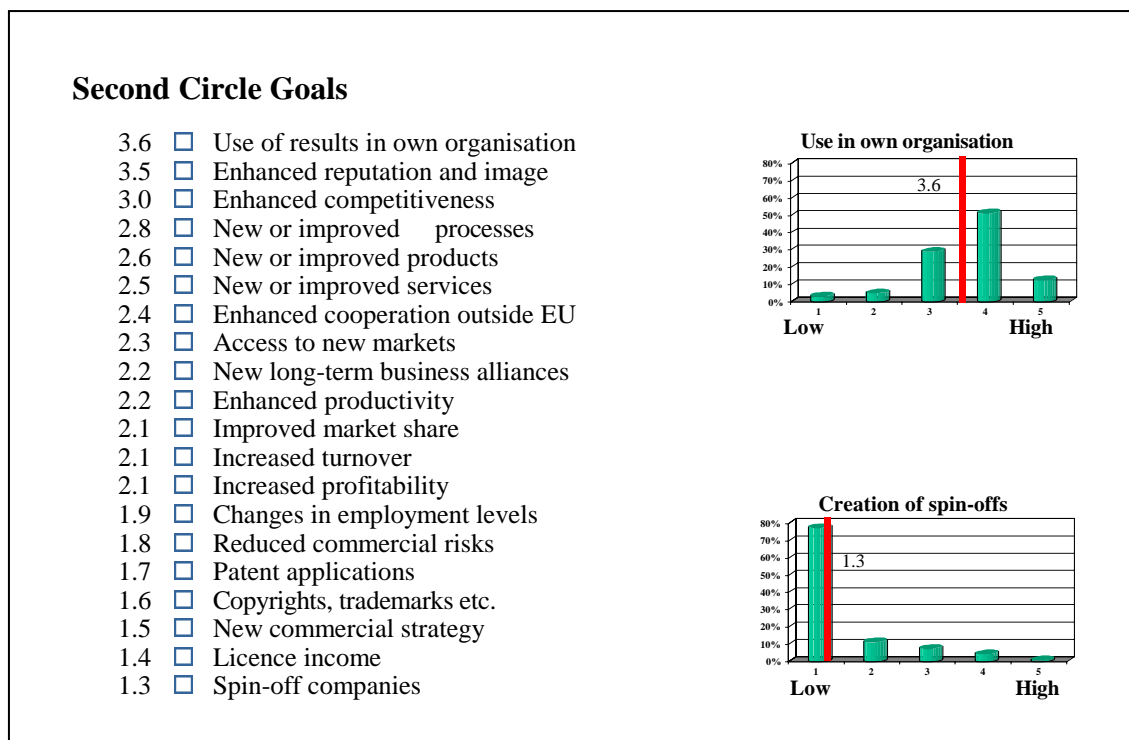 Second Circle Goals
3.6 ☐ Use of results in own organisation
3.5 ☐ Enhanced reputation and image
3.0 ☐ Enhanced competitiveness
2.8 ☐ New or improved processes
2.6 ☐ New or improved products
2.5 ☐ New or improved services
2.4 ☐ Enhanced cooperation outside EU
2.3 ☐ Access to new markets
2.2 ☐ New long-term business alliances
2.2 ☐ Enhanced productivity
2.1 ☐ Improved market share
2.1 ☐ Increased turnover
2.1 ☐ Increased profitability
1.9 ☐ Changes in employment levels
1.8 ☐ Reduced commercial risks
1.7 ☐ Patent applications
1.6 ☐ Copyrights, trademarks etc.
1.5 ☐ New commercial strategy
1.4 ☐ Licence income
1.3 ☐ Spin-off companies
Use in own organisation
80%
70%
60%
50%
40%
30%
20%
10%
0%
3.6
1 2 3 4 5
Low High
Creation of spin-offs
80%
70%
60%
50%
40%
30%
20%
10%
0%
1.3
1 2 3 4 5
Low High